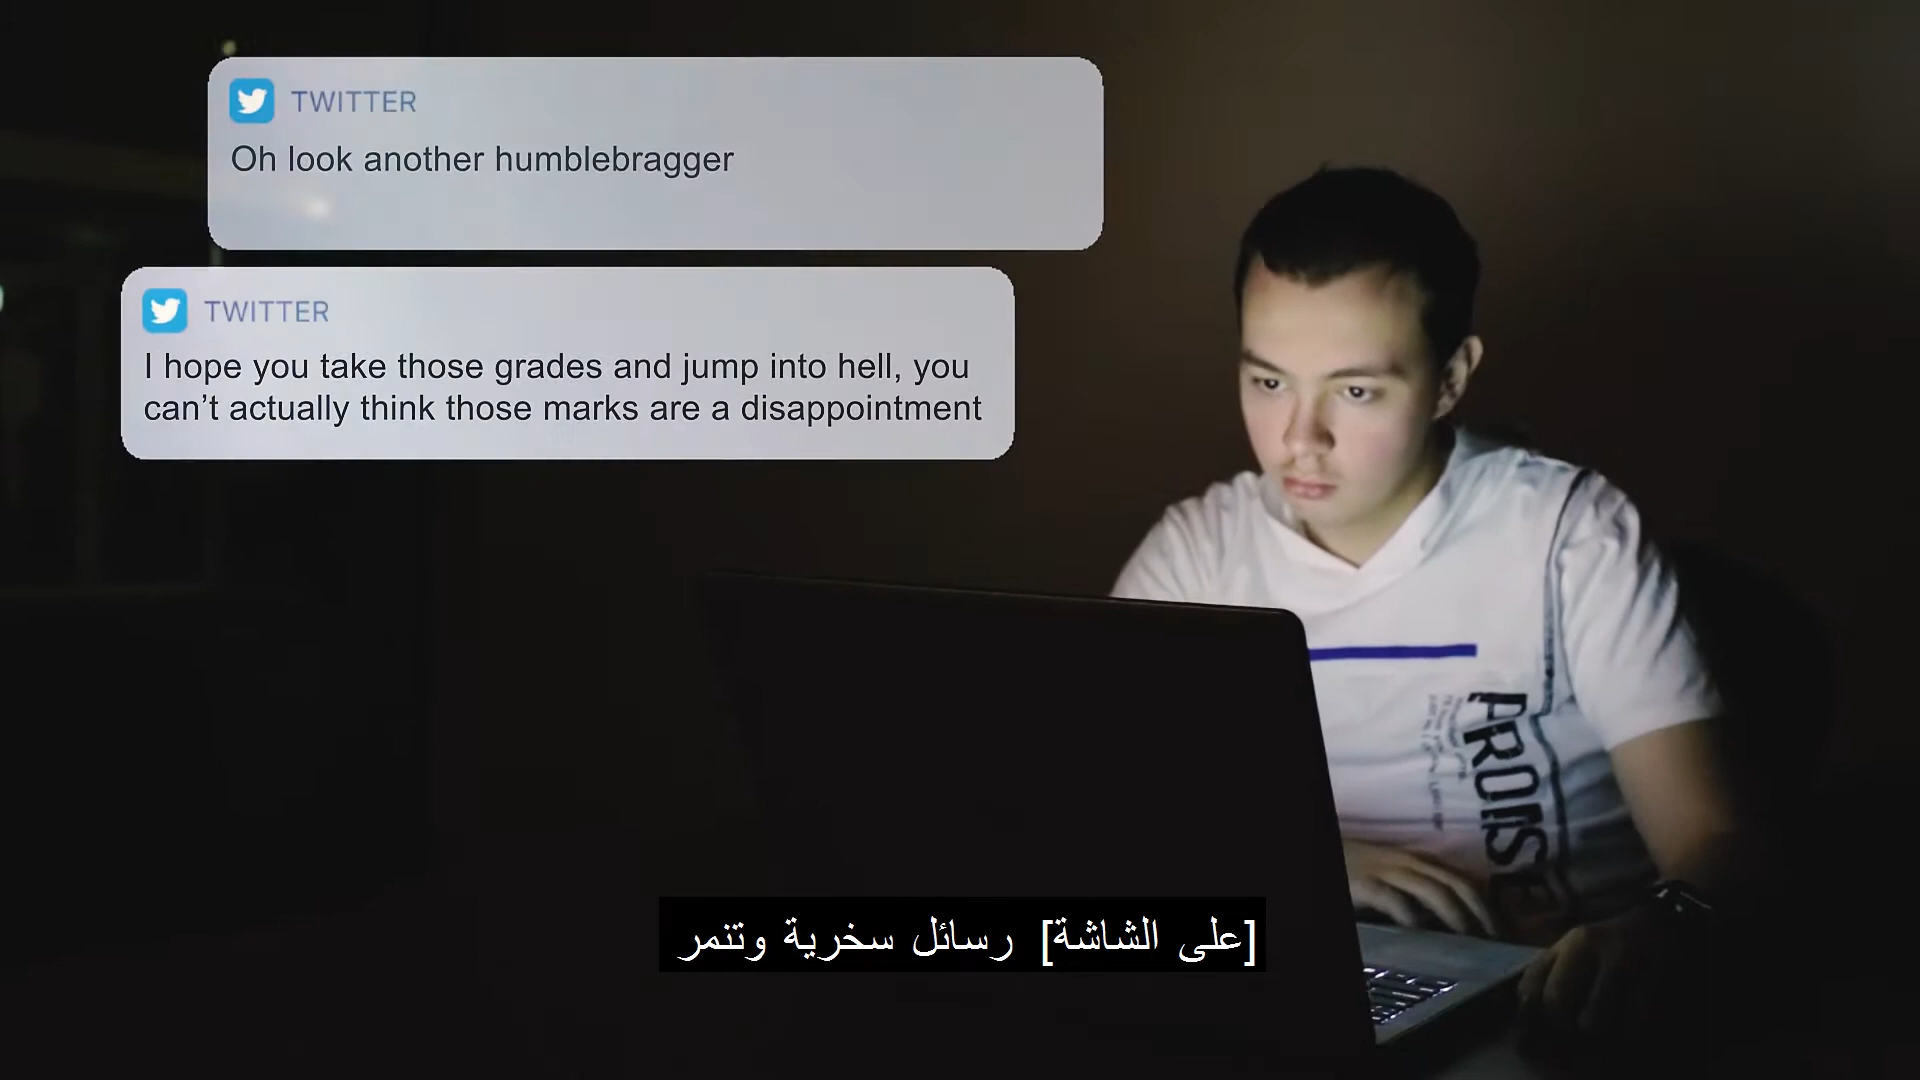 TWITTER
Oh look another humblebragger
TWITTER
I hope you take those grades and jump into hell, you
can’t actually think those marks are a disappointment
PROMISE
[على الشاشة] رسائل سخرية وتنمر